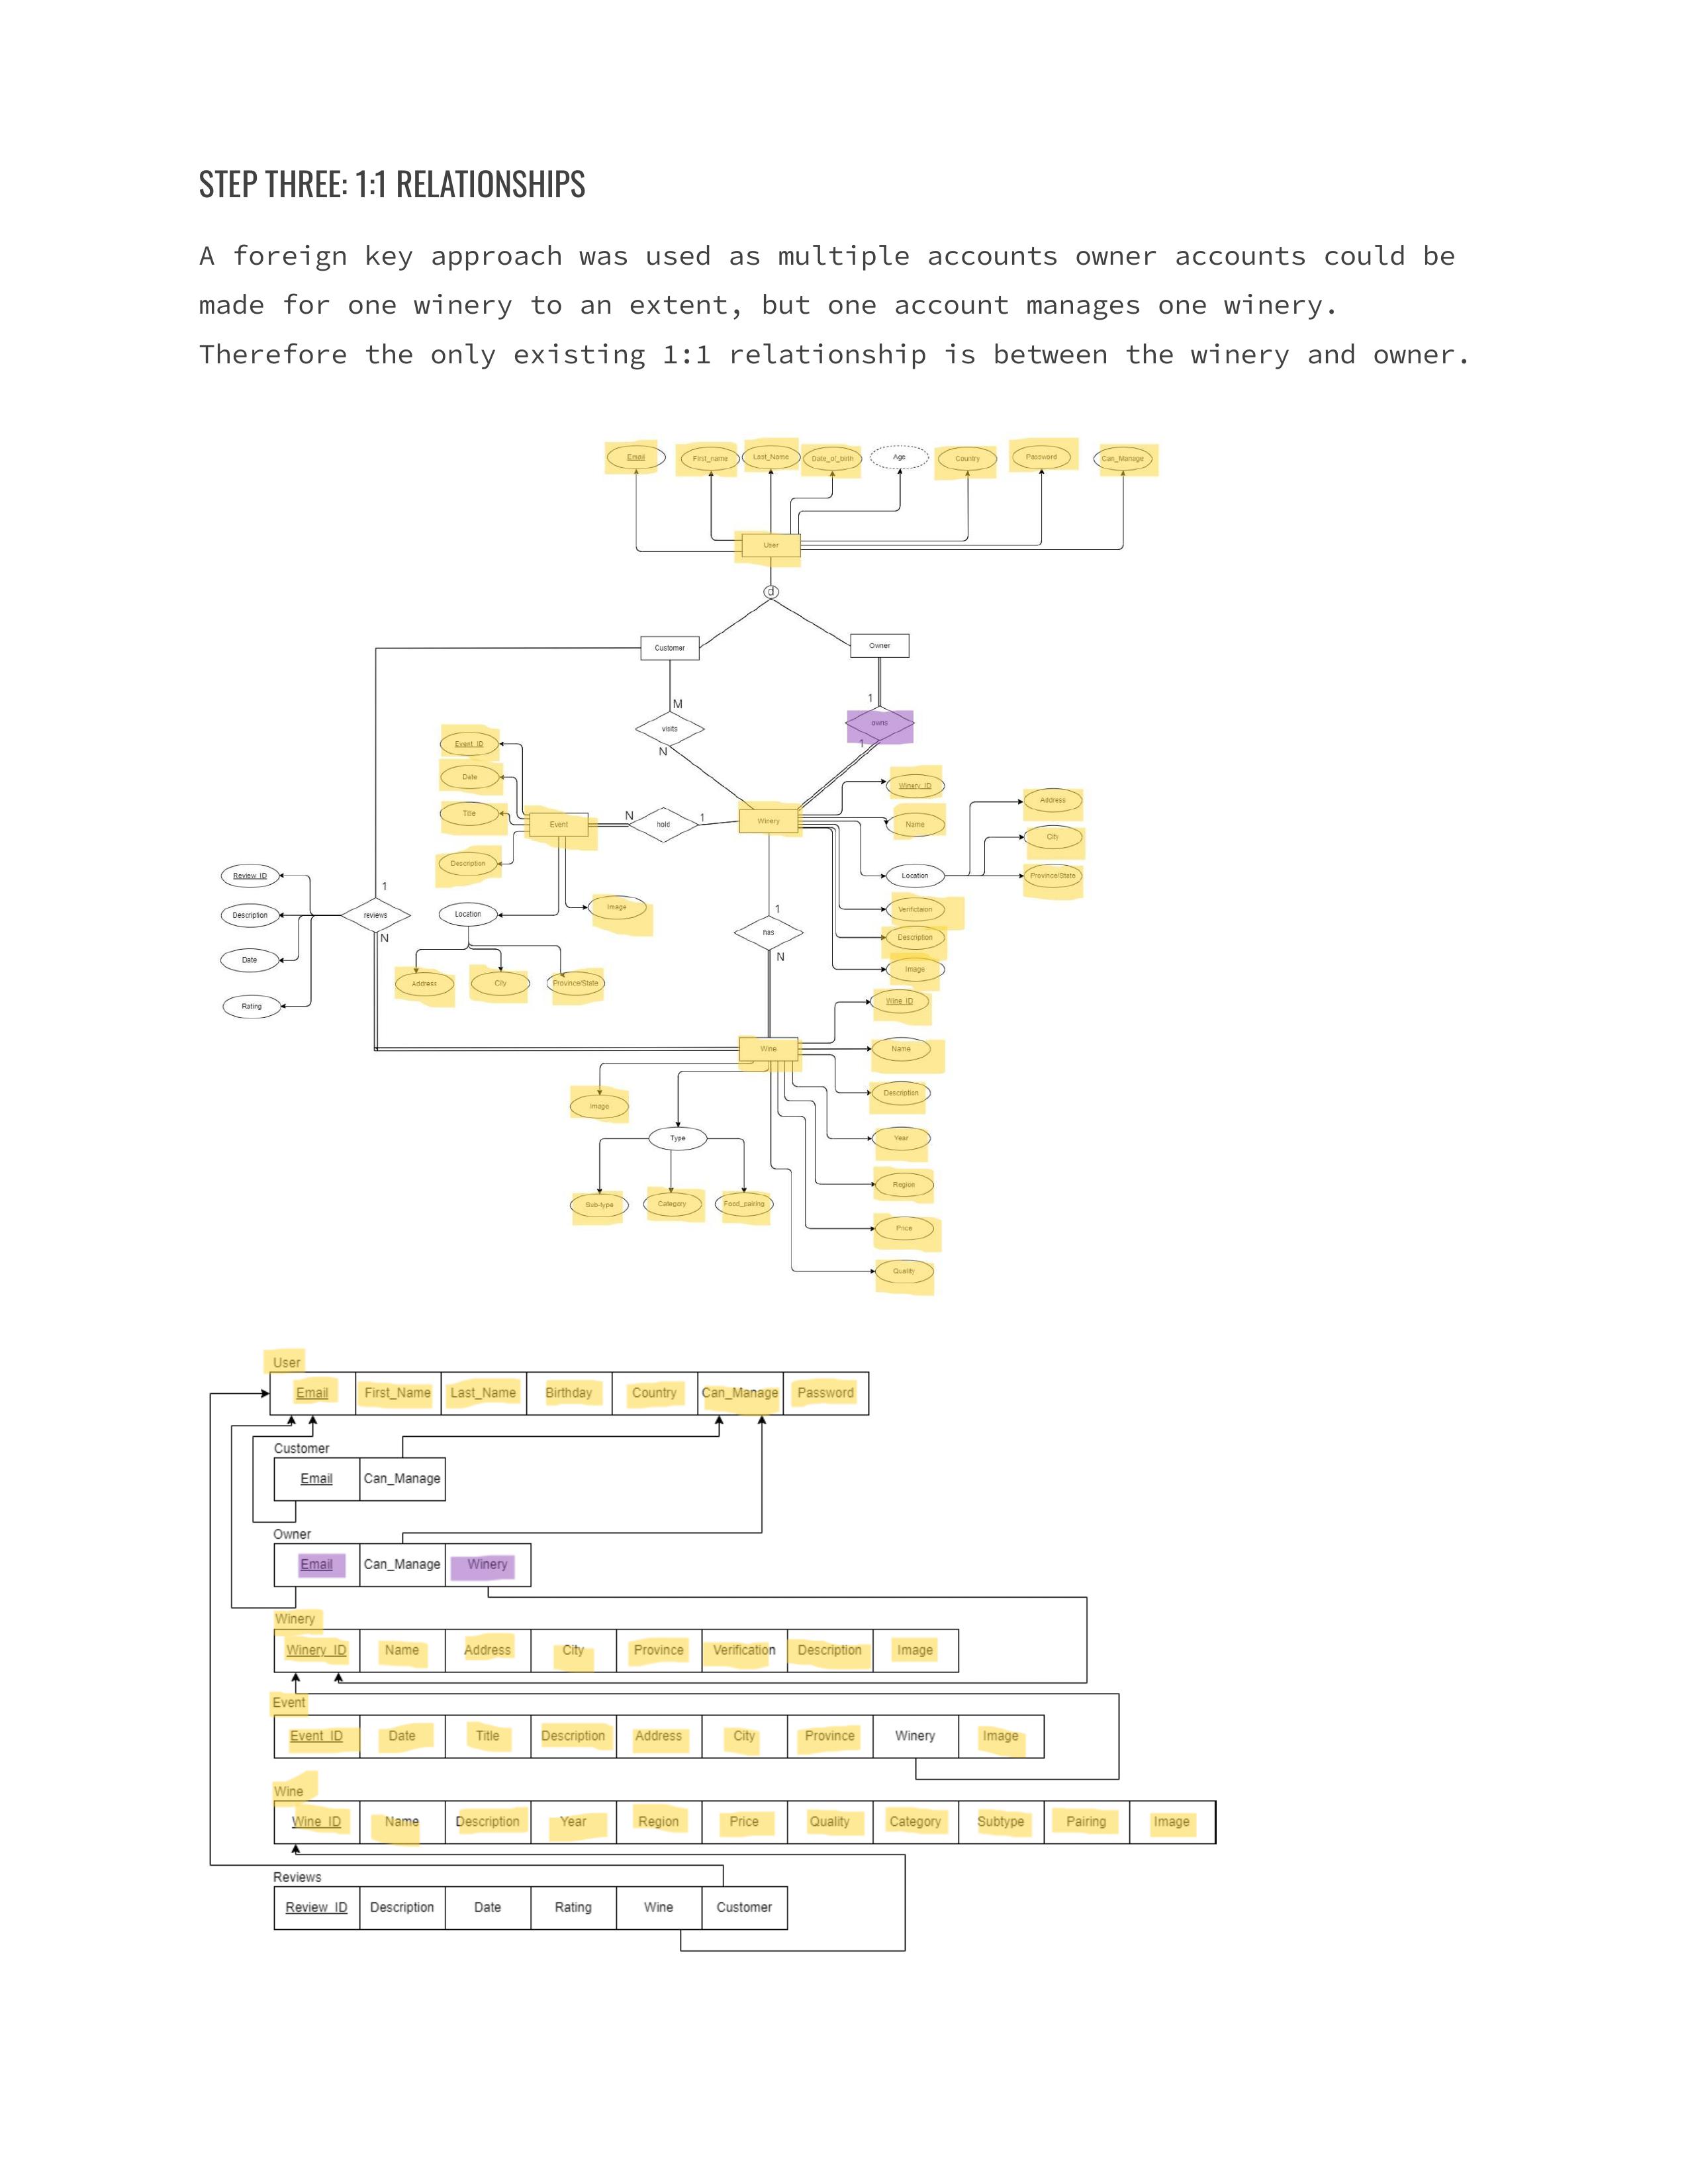 STEP THREE: 1:1 RELATIONSHIPS
A foreign key approach was used as multiple accounts owner accounts could be
made for one winery to an extent, but one account manages one winery.
Therefore the only existing 1:1 relationship is between the winery and owner.
Email First_name Last_Name Date_of_birth Age Country Password Can_Manage
User
d
Customer Owner
1
M
visits owns
N 1
Event_ID
Date
Winery_ID
Address
Title
Name
City
Event N hold 1 Winery
Description
Review_ID
Location
Province/State
1
Image
1
Verifictaion
Description
reviews
Location
N
has
Description
N
Date
Image
Address City Province/State
Wine_ID
Rating
Wine
Name
Description
Image
Type
Year
Region
Sub-type Category Food_pairing
Price
Quality
User
Email First_Name Last_Name Birthday Country Can_Manage Password
Customer
Email Can_Manage
Owner
Email Can_Manage Winery
Winery
Winery_ID Name Address City Province Verification Description Image
Event
Event_ID Date Title Description Address City Province Winery Image
Wine
Wine_ID Name Description Year Region Price Quality Category Subtype Pairing Image
Reviews
Review_ID Description Date Rating Wine Customer